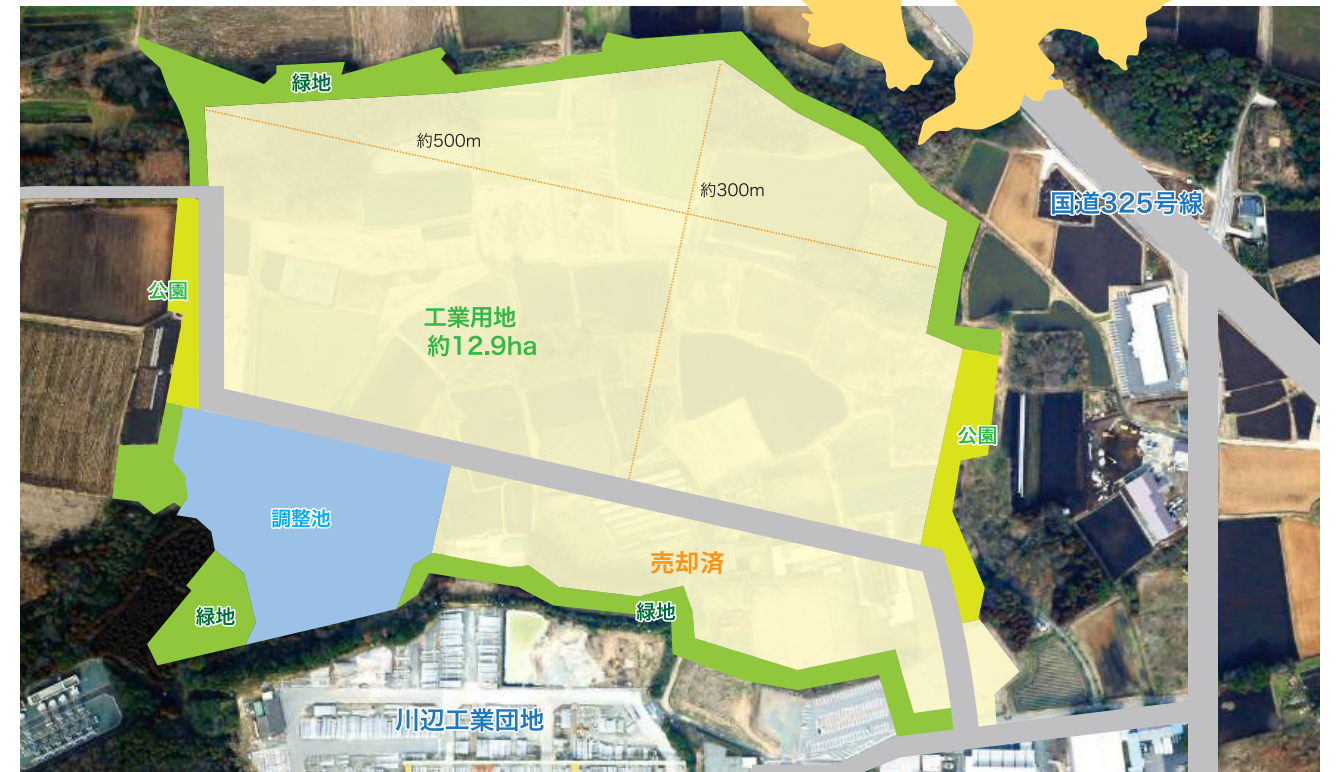 緑地
約500m
約300m
国道325号線
公園
工業用地
約12.9ha
公園
調整池
売却済
緑地
緑地
川辺工業団地